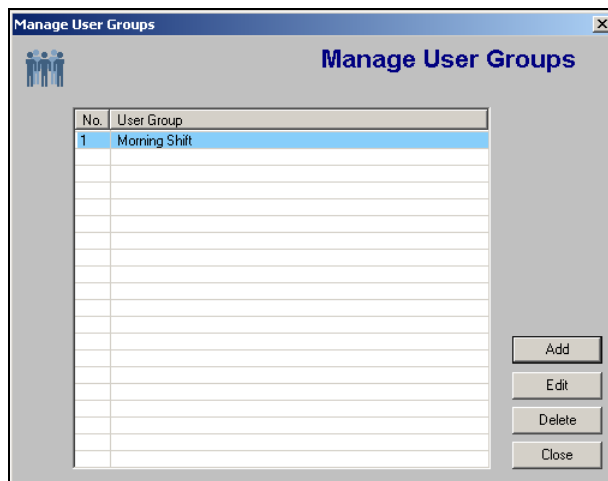 Manage User Groups
Manage User Groups
No. User Group
1 Morning Shift
Add
Edit
Delete
Close